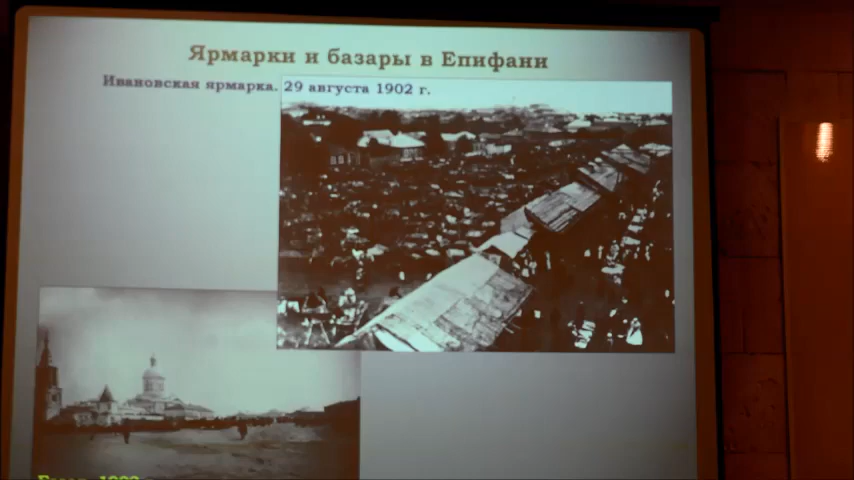 Ярмарки и базары в Епифани
Ивановская ярмарка. 29 августа 1902 г.